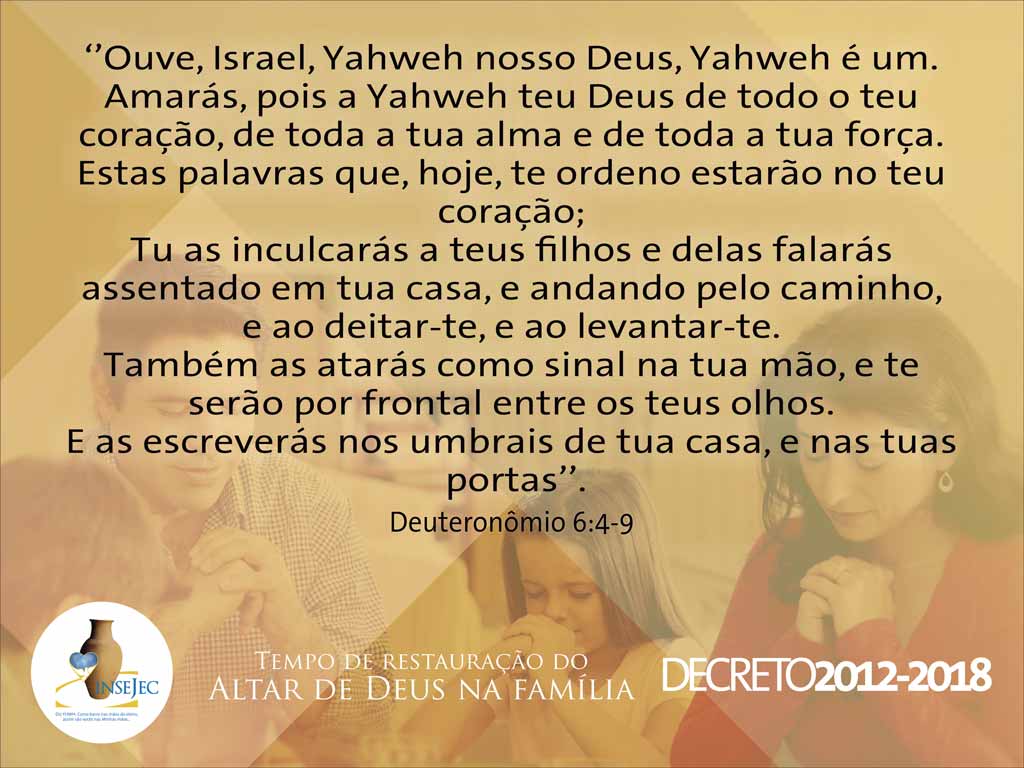 ‘’Ouve, Israel, Yahweh nosso Deus, Yahweh é um.
Amarás, pois a Yahweh teu Deus de todo o teu
coração, de toda a tua alma e de toda a tua força.
Estas palavras que, hoje, te ordeno estarão no teu
coração;
Tu as inculcarás a teus filhos e delas falarás
assentado em tua casa, e andando pelo caminho,
e ao deitar-te, e ao levantar-te.
Também as atarás como sinal na tua mão, e te
serão por frontal entre os teus olhos.
E as escreverás nos umbrais de tua casa, e nas tuas
portas’’.
Deuteronômio 6:4-9
INSEJEC
Tempo de restauração do
Altar de Deus na família
DECRETO2012-2018